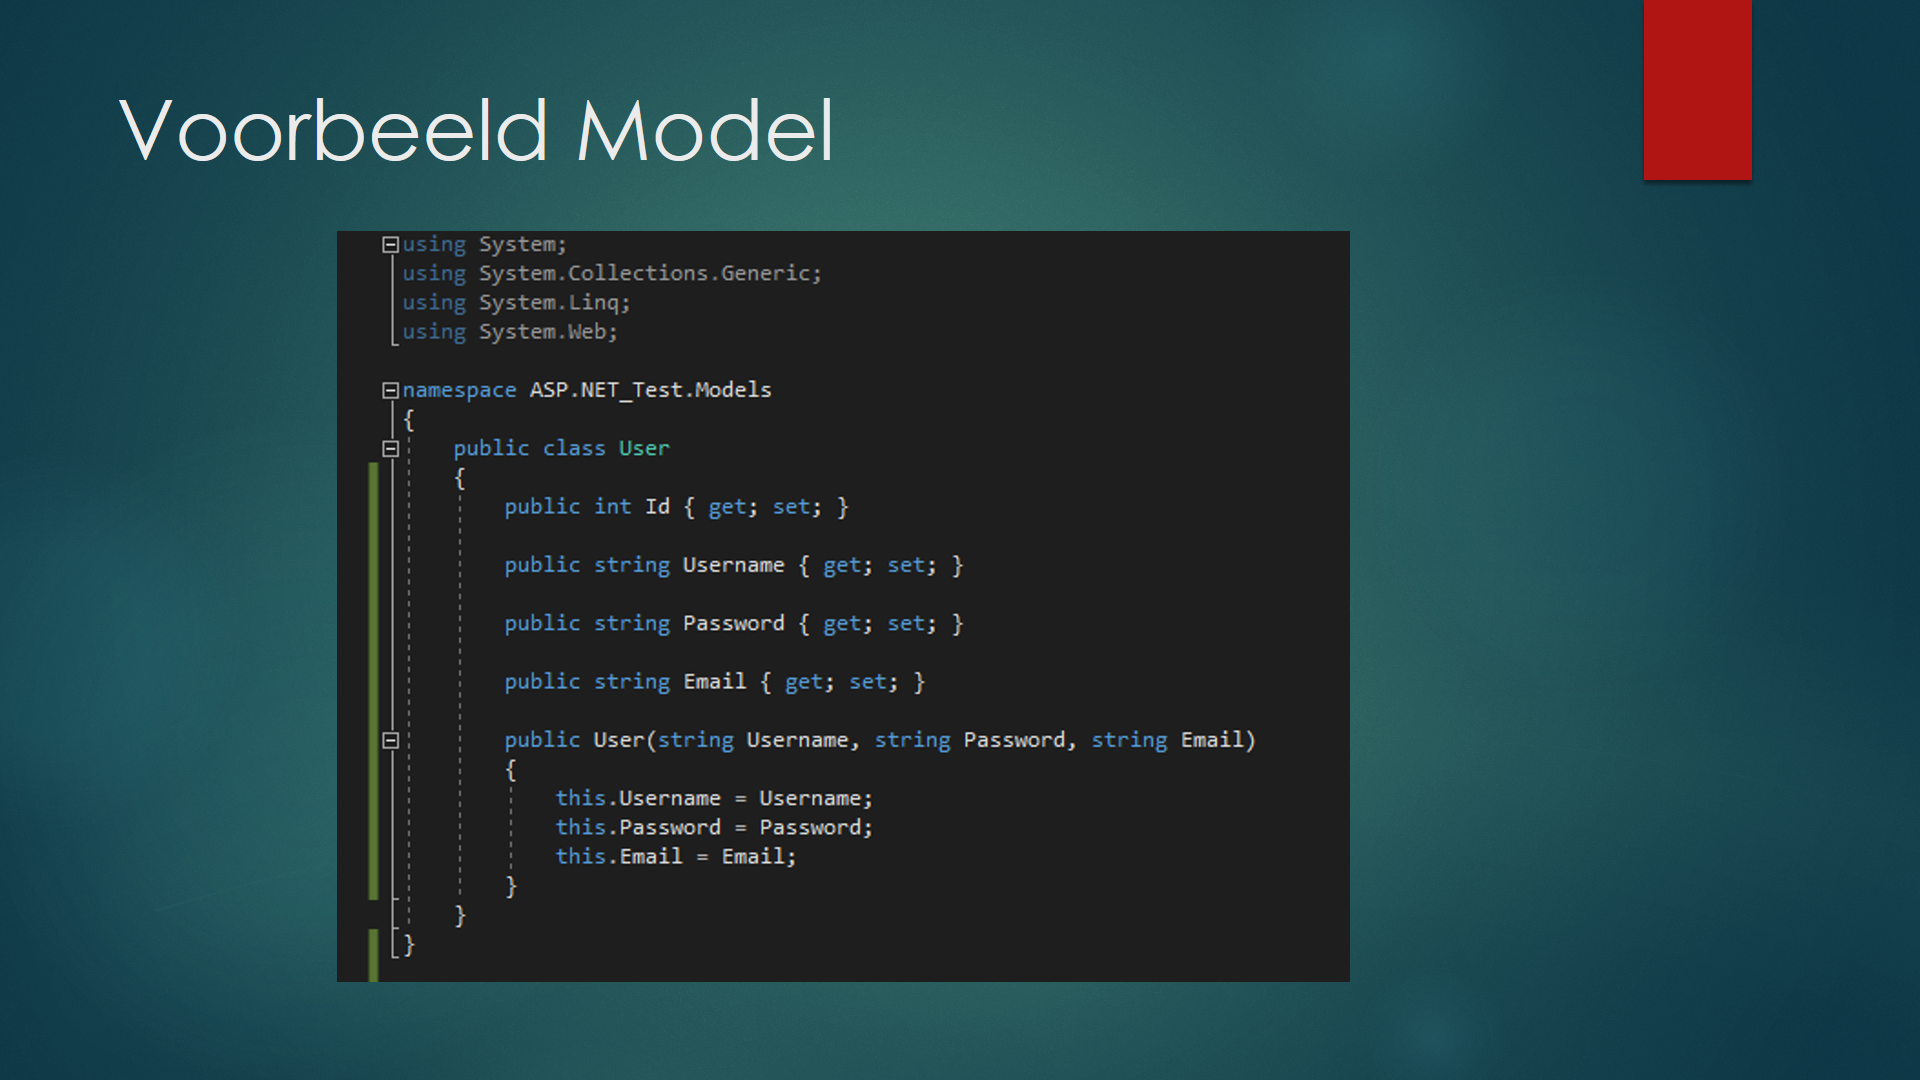 Voorbeeld Model
using System;
using System.Collections.Generic;
using System.Linq;
using System.Web;
namespace ASP.NET_Test.Models
{
public class User
{
public int Id { get; set; }
public string Username { get; set; }
public string Password { get; set; }
public string Email { get; set; }
public User(string Username, string Password, string Email)
{
this.Username = Username;
this.Password = Password;
this.Email = Email;
}
}
}